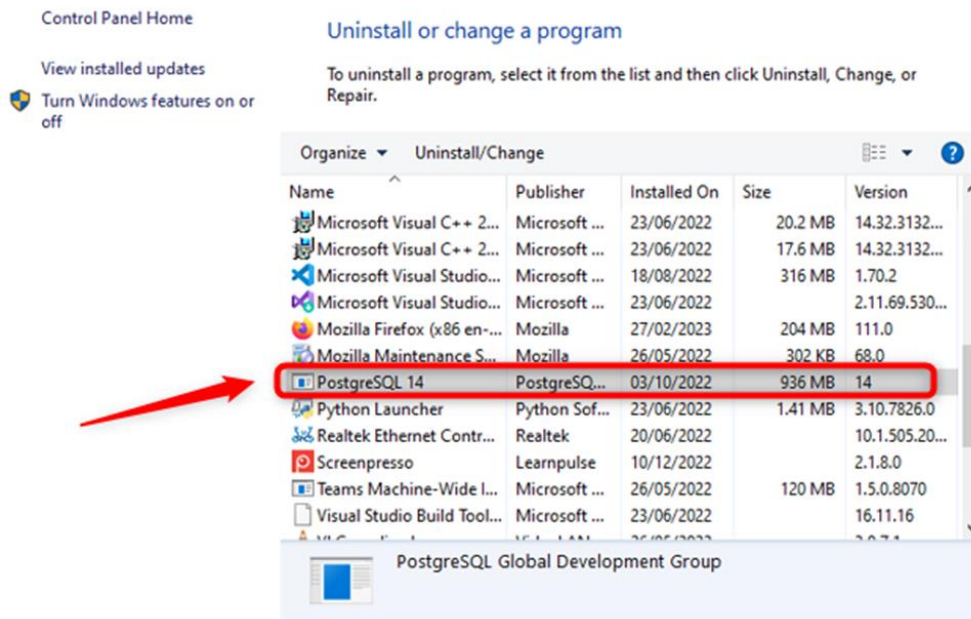 Control Panel Home
View installed updates
Turn Windows features on or
off
Uninstall or change a program
To uninstall a program, select it from the list and then click Uninstall, Change, or
Repair.
Organize Uninstall/Change
Name Publisher Installed On Size Version
Microsoft Visual C++ 2... Microsoft ... 23/06/2022 20.2 MB 14.32.3132...
Microsoft Visual C++ 2... Microsoft ... 23/06/2022 17.6 MB 14.32.3132...
Microsoft Visual Studio... Microsoft ... 18/08/2022 316 MB 1.70.2
Microsoft Visual Studio... Microsoft ... 23/06/2022 2.11.69.530...
Mozilla Firefox (x86 en-... Mozilla 27/02/2023 204 MB 111.0
Mozilla Maintenance S... Mozilla 26/05/2022 302 KB 68.0
PostgreSQL 14 PostgreSQ... 03/10/2022 936 MB 14
Python Launcher Python Sof... 23/06/2022 1.41 MB 3.10.7826.0
Realtek Ethernet Contr... Realtek 20/06/2022 10.1.505.20...
Screenpresso Learnpulse 10/12/2022 2.1.8.0
Teams Machine-Wide I... Microsoft ... 26/05/2022 120 MB 1.5.0.8070
Visual Studio Build Tool... Microsoft ... 23/06/2022 16.11.16
PostgreSQL Global Development Group